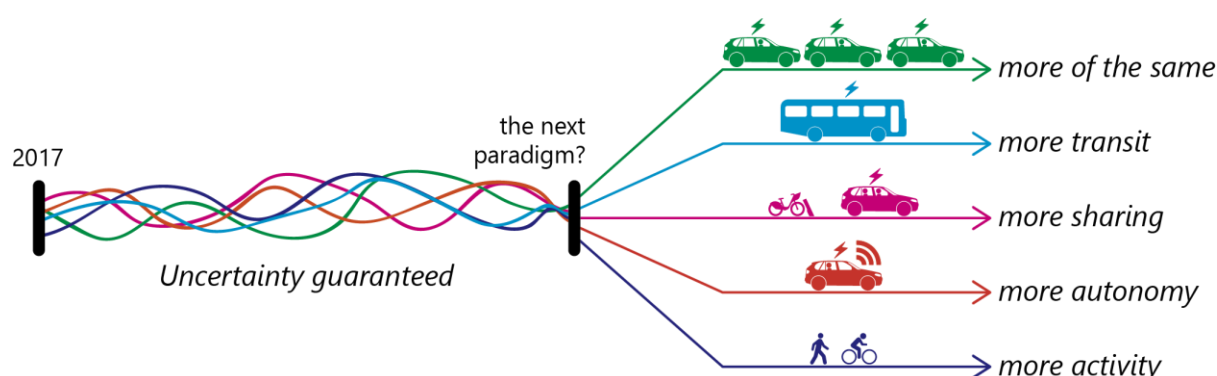 2017
the next
paradigm?
Uncertainty guaranteed
more of the same
more transit
more sharing
more autonomy
more activity